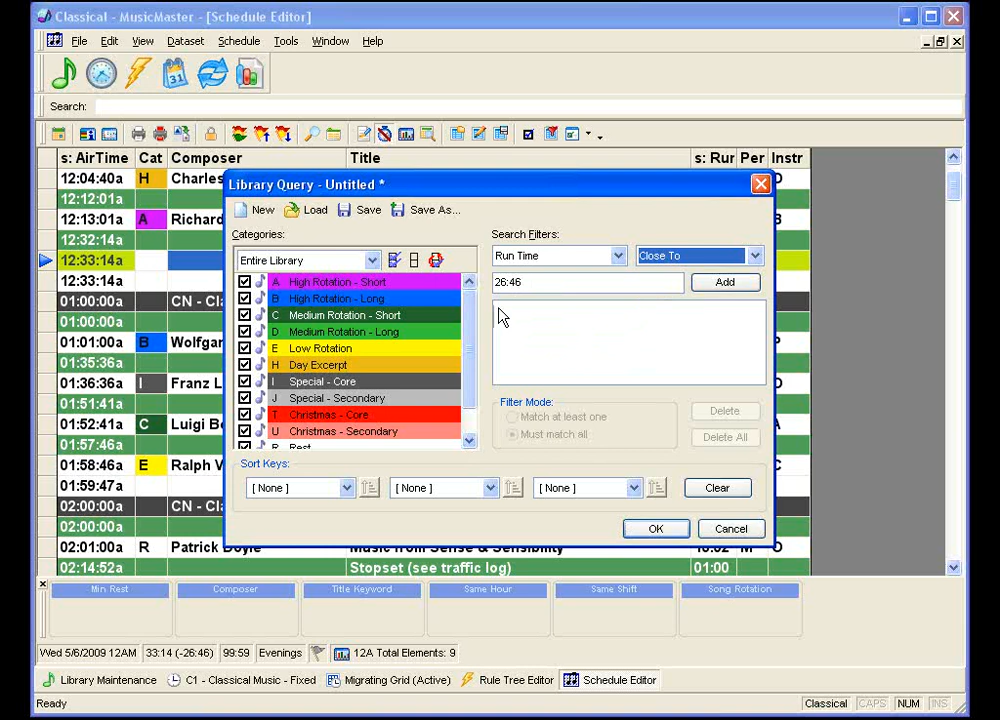 Classical - MusicMaster - [Schedule Editor]
File Edit View Dataset Schedule Tools Window Help
31
Search:
s: AirTime Cat Composer Title s: Rur Per Instr
12:04:40a H Charles
12:12:01a
12:13:01a A Richard
12:32:14a
12:33:14a
12:33:14a
01:00:00a CN - Cl
01:00:00a
01:01:00a B Wolfgar
01:35:36a
01:36:36a I Franz L
01:51:41a
01:52:41a C Luigi B
01:57:46a
01:58:46a E Ralph V
01:59:47a
02:00:00a CN - Cl
02:00:00a
02:01:00a R Patrick Doyle Music from Sense & Sensibility 10:02 M O
02:14:52a Stopset (see traffic log) 01:00
Library Query - Untitled *
New Load Save Save As...
Categories:
Entire Library
A High Rotation - Short
B High Rotation - Long
C Medium Rotation - Short
D Medium Rotation - Long
E Low Rotation
H Day Excerpt
I Special - Core
J Special - Secondary
T Christmas - Core
U Christmas - Secondary
R Rest
Search Filters:
Run Time Close To
26:46 Add
Filter Mode:
Match at least one
Must match all
Delete
Delete All
Sort Keys:
[ None ] [ None ] [ None ] Clear
OK Cancel
Min Rest Composer Title Keyword Same Hour Same Shift Song Rotation
Wed 5/6/2009 12AM 33:14 (-26:46) 99:59 Evenings 12A Total Elements: 9
Library Maintenance C1 - Classical Music - Fixed Migrating Grid (Active) Rule Tree Editor Schedule Editor
Ready Classical CAPS NUM INS